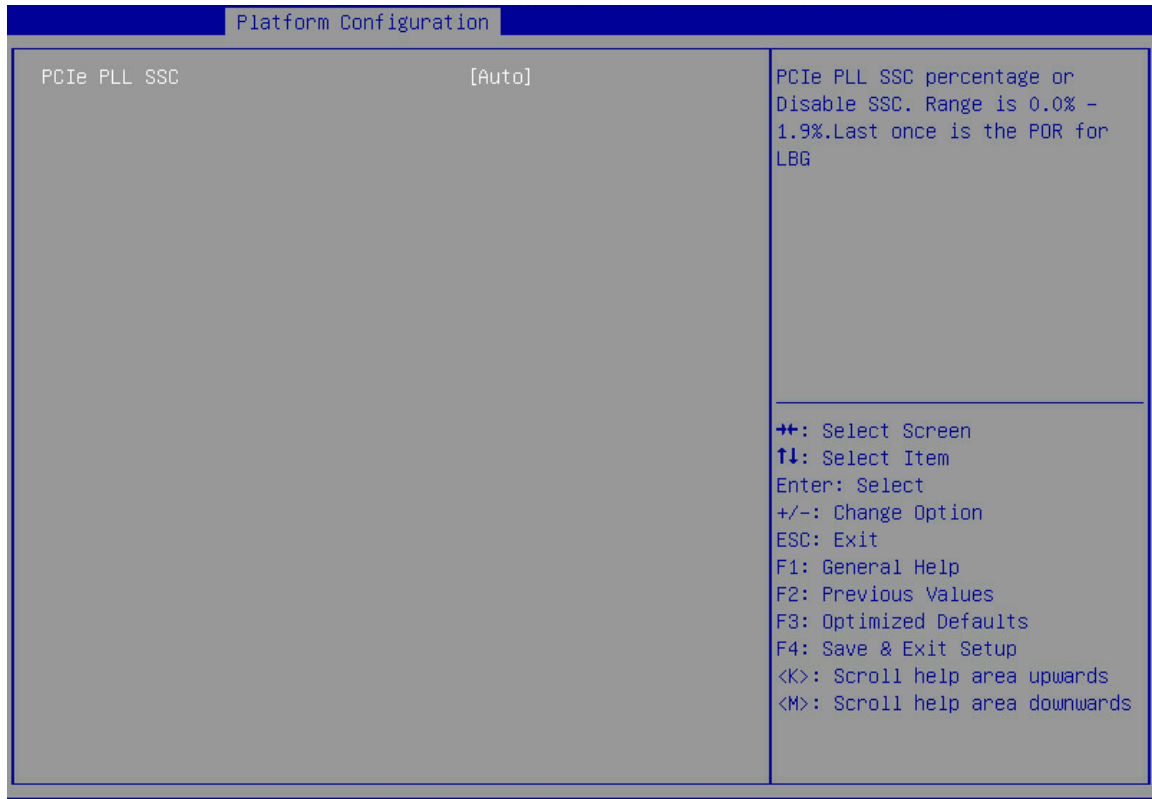 Platform Configuration
PCIe PLL SSC [Auto]
PCIe PLL SSC percentage or
Disable SSC. Range is 0.0% -
1.9%.Last once is the POR for
LBG
→←: Select Screen
↑↓: Select Item
Enter: Select
+/-: Change Option
ESC: Exit
F1: General Help
F2: Previous Values
F3: Optimized Defaults
F4: Save & Exit Setup
<K>: Scroll help area upwards
<M>: Scroll help area downwards